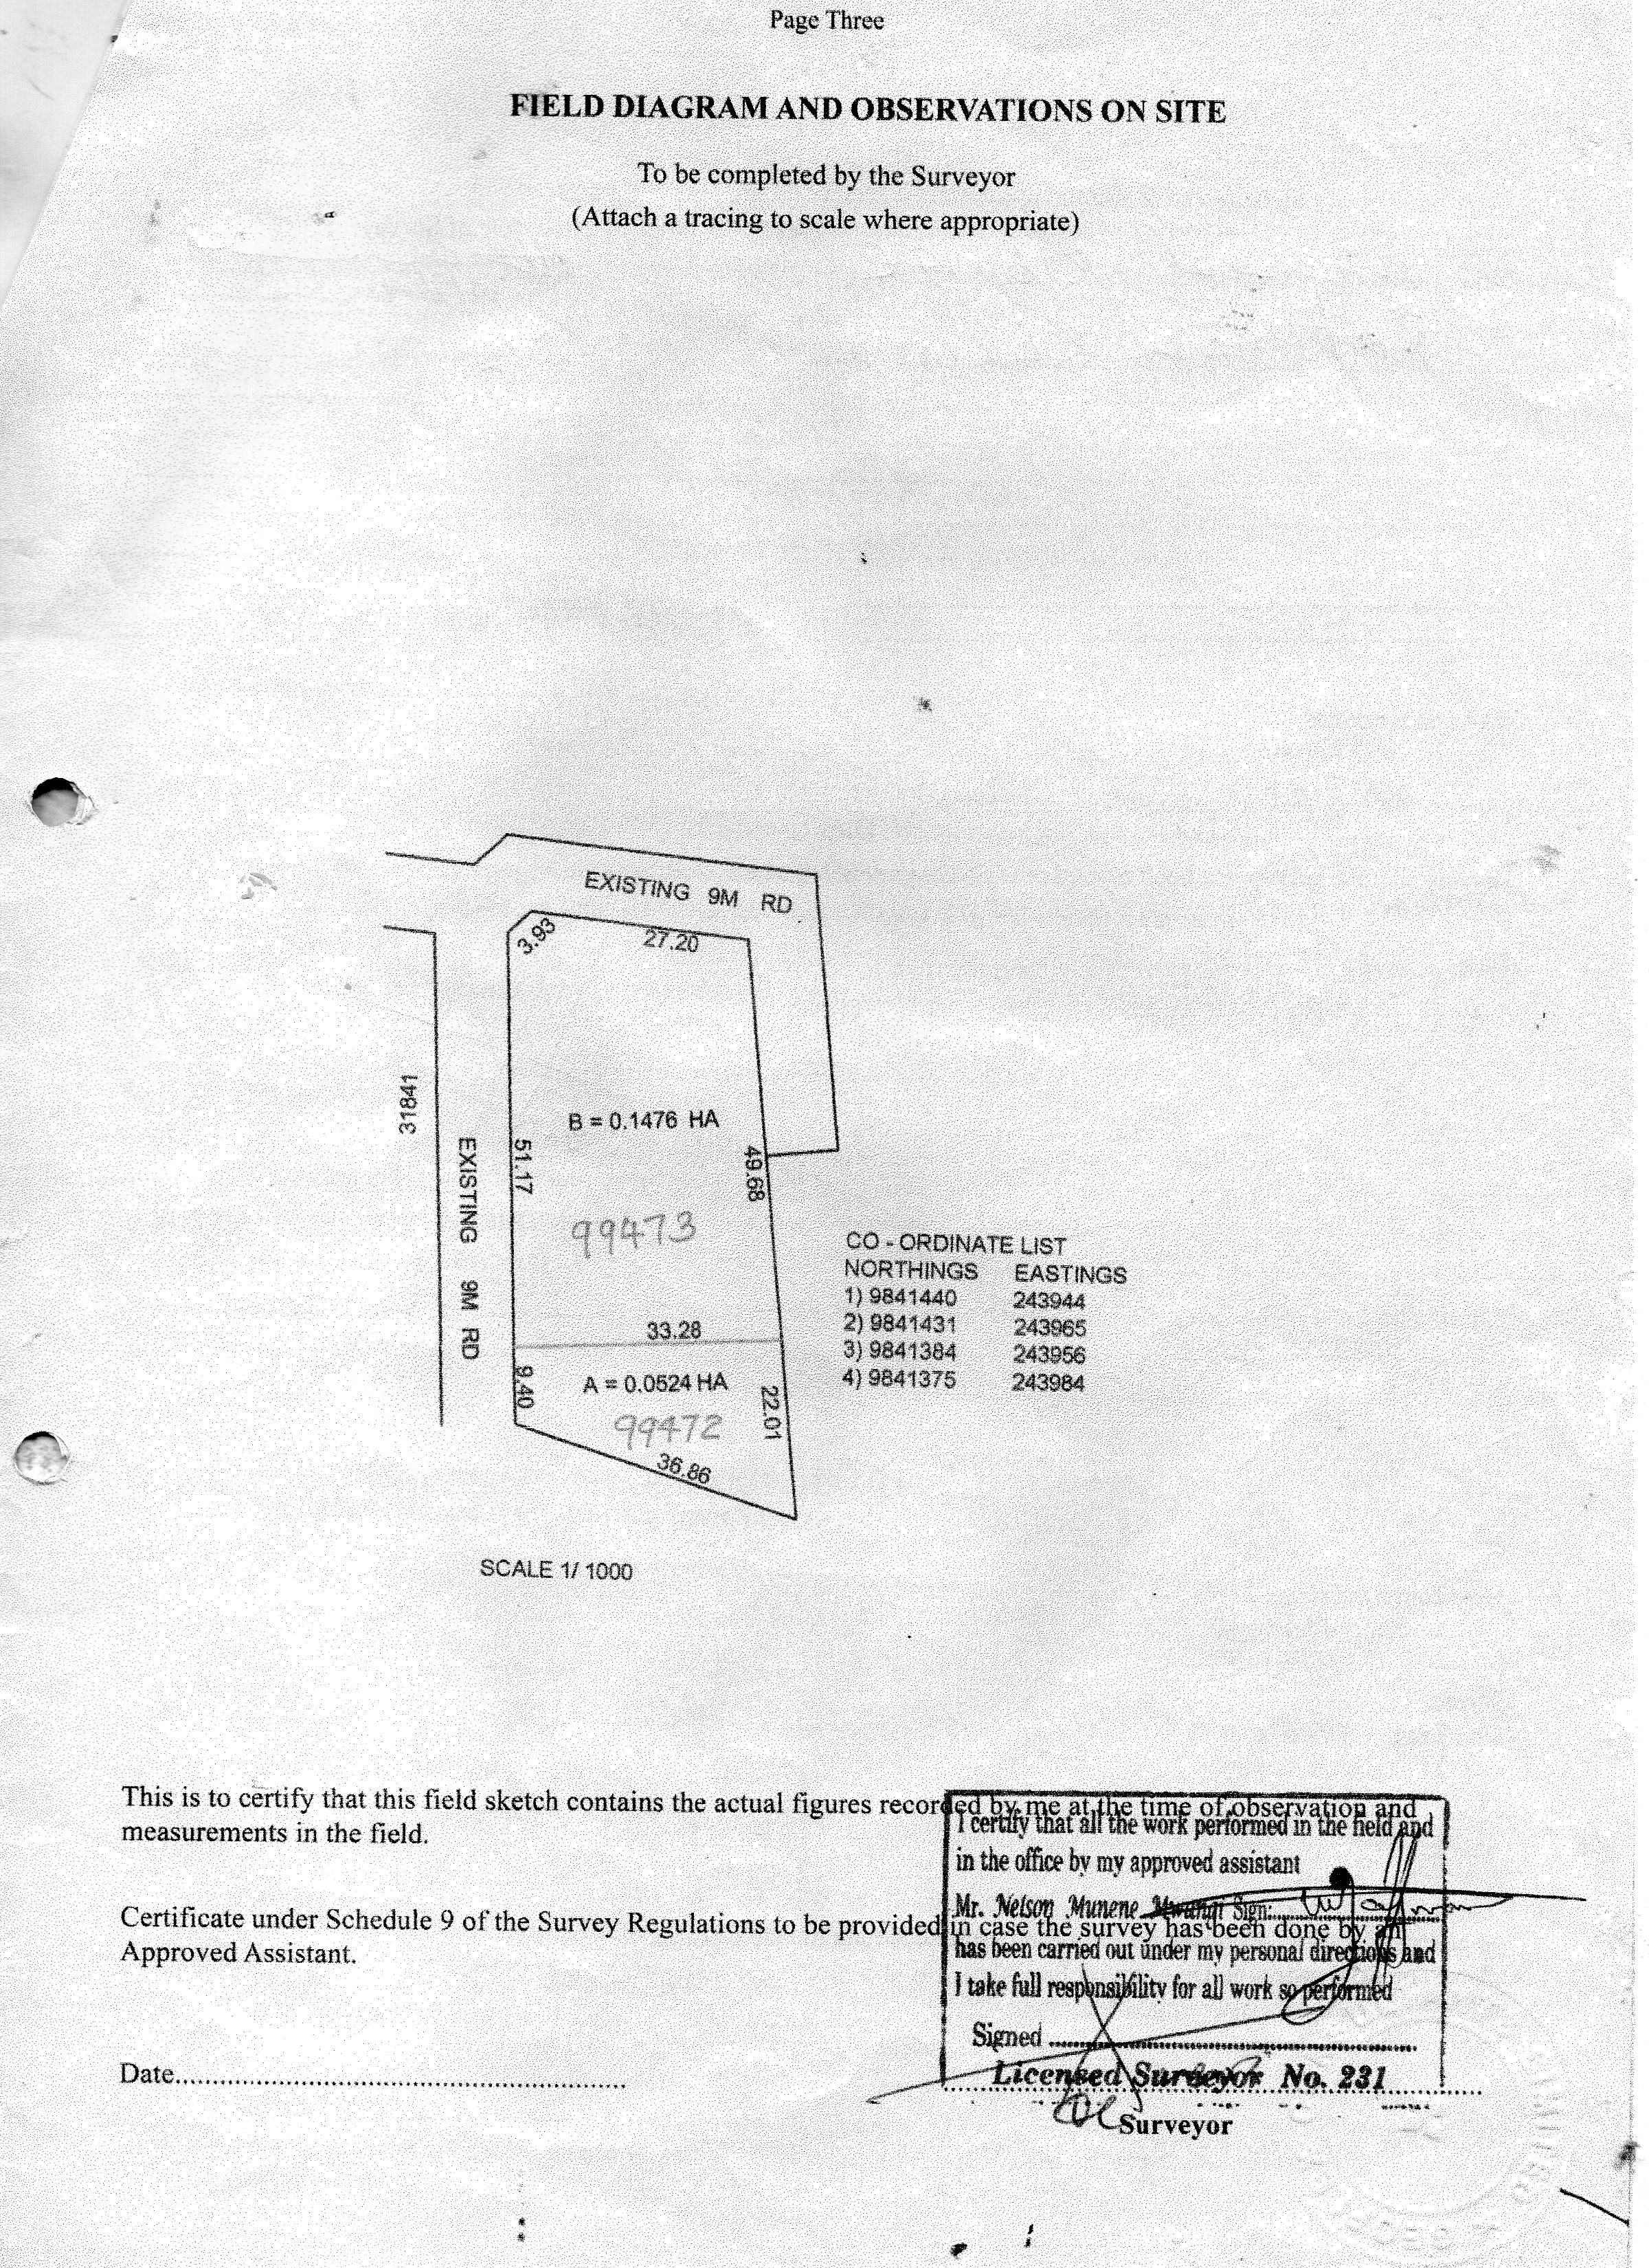 Page Three
FIELD DIAGRAM AND OBSERVATIONS ON SITE
To be completed by the Surveyor
(Attach a tracing to scale where appropriate)
EXISTING 9M RD
3.93
27.20
31841
B = 0.1476 HA
EXISTING 9M RD
51.17
49.68
99473
CO - ORDINATE LIST
NORTHINGS EASTINGS
1) 9841440 243944
2) 9841431 243965
3) 9841384 243956
4) 9841375 243984
33.28
9.40
A = 0.0524 HA
22.01
99472
36.86
SCALE 1/ 1000
This is to certify that this field sketch contains the actual figures recorded by me at the time of observation and
measurements in the field.
I certify that all the work performed in the field and
in the office by my approved assistant
Mr. Nelson Munene Mwangi Sign:
Certificate under Schedule 9 of the Survey Regulations to be provided in case the survey has been done by an
Approved Assistant.
has been carried out under my personal directions and
I take full responsibility for all work so performed
Signed
Licensed Surveyor No. 231
Date
Surveyor